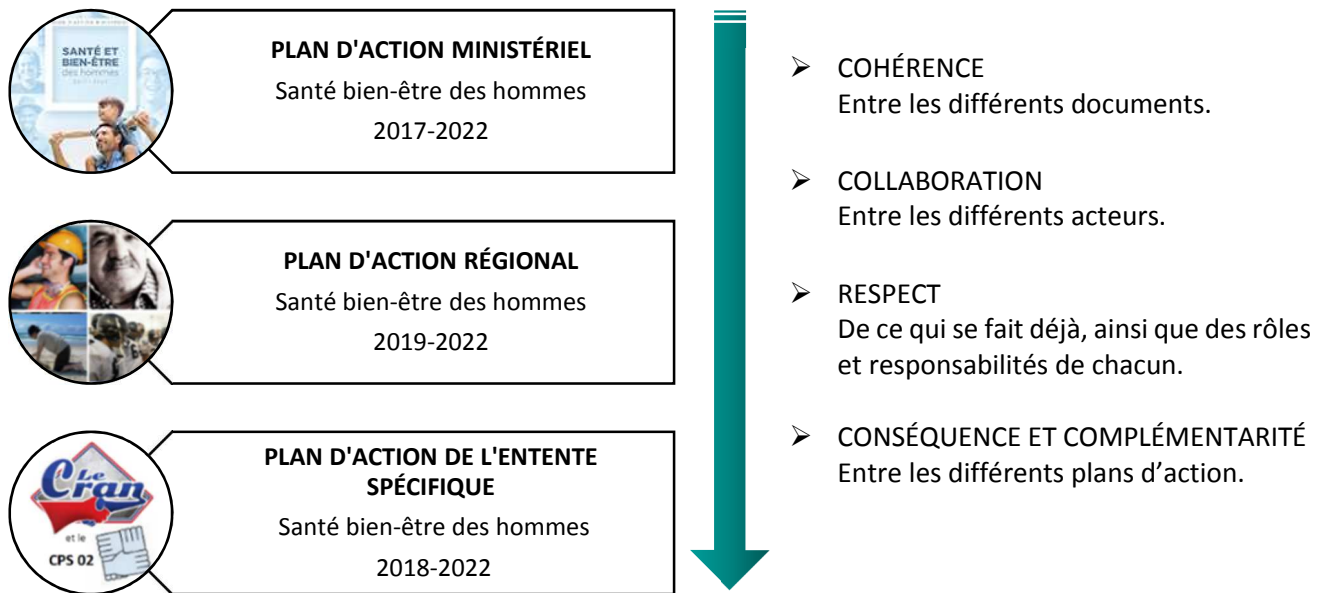 SANTÉ ET
BIEN-ÊTRE
des hommes
PLAN D'ACTION MINISTÉRIEL
Santé bien-être des hommes
2017-2022
PLAN D'ACTION RÉGIONAL
Santé bien-être des hommes
2019-2022
Le
Cran
et le
CPS 02
PLAN D'ACTION DE L'ENTENTE
SPÉCIFIQUE
Santé bien-être des hommes
2018-2022
➢ COHÉRENCE
Entre les différents documents.
➢ COLLABORATION
Entre les différents acteurs.
➢ RESPECT
De ce qui se fait déjà, ainsi que des rôles
et responsabilités de chacun.
➢ CONSÉQUENCE ET COMPLÉMENTARITÉ
Entre les différents plans d’action.